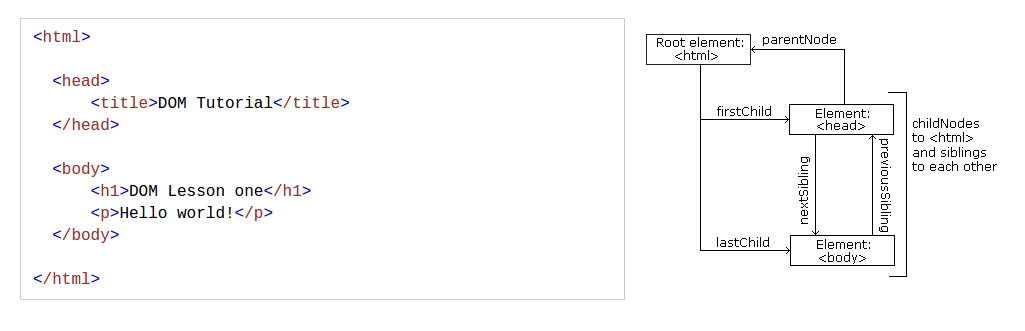 <html>
<head>
<title>DOM Tutorial</title>
</head>
<body>
<h1>DOM Lesson one</h1>
<p>Hello world!</p>
</body>
</html>
Root element:
<html>
parentNode
firstChild
Element:
<head>
childNodes
to <html>
and siblings
to each other
nextSibling
previousSibling
lastChild
Element:
<body>